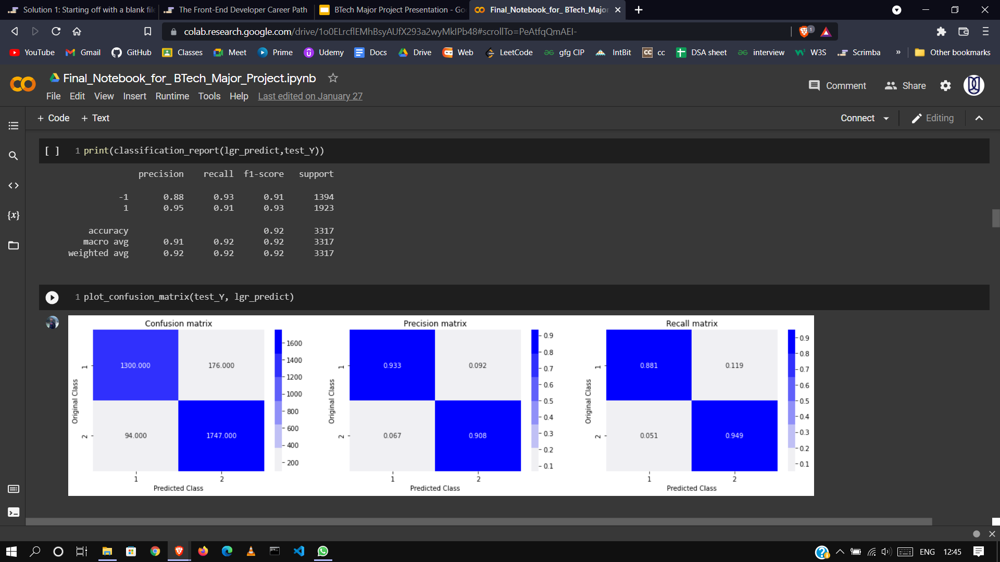 Solution 1: Starting off with a blank file
The Front-End Developer Career Path
BTech Major Project Presentation - Goo
Final_Notebook_for_ BTech_Major
colab.research.google.com/drive/1o0ELrcflEMhBsyAUfX293a2wyMkIPb48#scrollTo=PeAtfqQmAEI-
1
YouTube Gmail GitHub Classes Meet Prime Udemy Docs Drive Web LeetCode gfg CIP IntBit cc DSA sheet interview W3S Scrimba » Other bookmarks
Final_Notebook_for_ BTech_Major_Project.ipynb
Comment Share
File Edit View Insert Runtime Tools Help Last edited on January 27
+ Code + Text
Connect Editing
[ ] 1 print(classification_report(lgr_predict,test_Y))
precision recall f1-score support
-1 0.88 0.93 0.91 1394
1 0.95 0.91 0.93 1923
accuracy 0.92 3317
macro avg 0.91 0.92 0.92 3317
weighted avg 0.92 0.92 0.92 3317
1 plot_confusion_matrix(test_Y, lgr_predict)
Confusion matrix
Original Class
1
2
1300.000 176.000
94.000 1747.000
1 2
Predicted Class
1600
1400
1200
1000
800
600
400
200
Precision matrix
Original Class
1
2
0.933 0.092
0.067 0.908
1 2
Predicted Class
0.9
0.8
0.7
0.6
0.5
0.4
0.3
0.2
0.1
Recall matrix
Original Class
1
2
0.881 0.119
0.051 0.949
1 2
Predicted Class
0.9
0.8
0.7
0.6
0.5
0.4
0.3
0.2
0.1
ENG 12:45